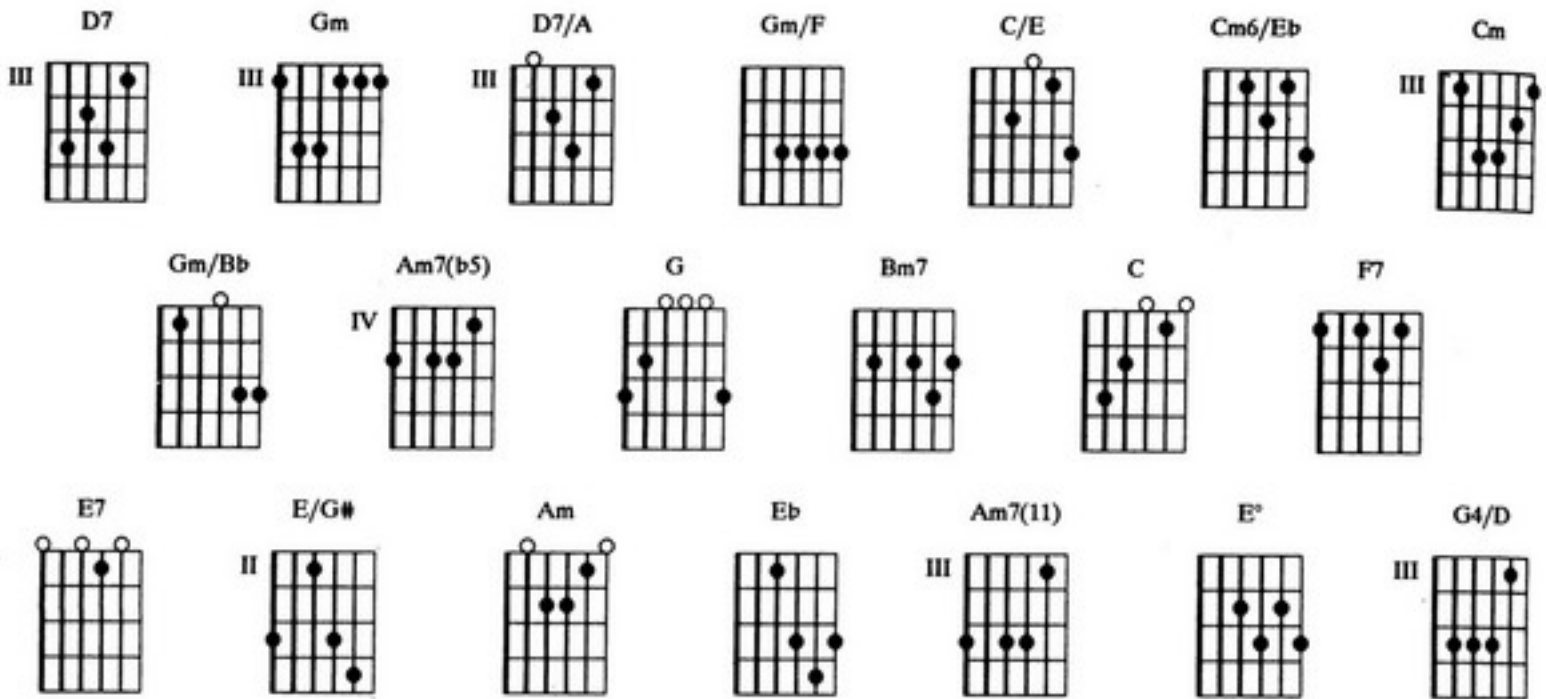 D7 Gm D7/A Gm/F C/E Cm6/Eb Cm
III III III III
Gm/Bb Am7(b5) G Bm7 C F7
IV
E7 E/G# Am Eb Am7(11) E° G4/D
II III III